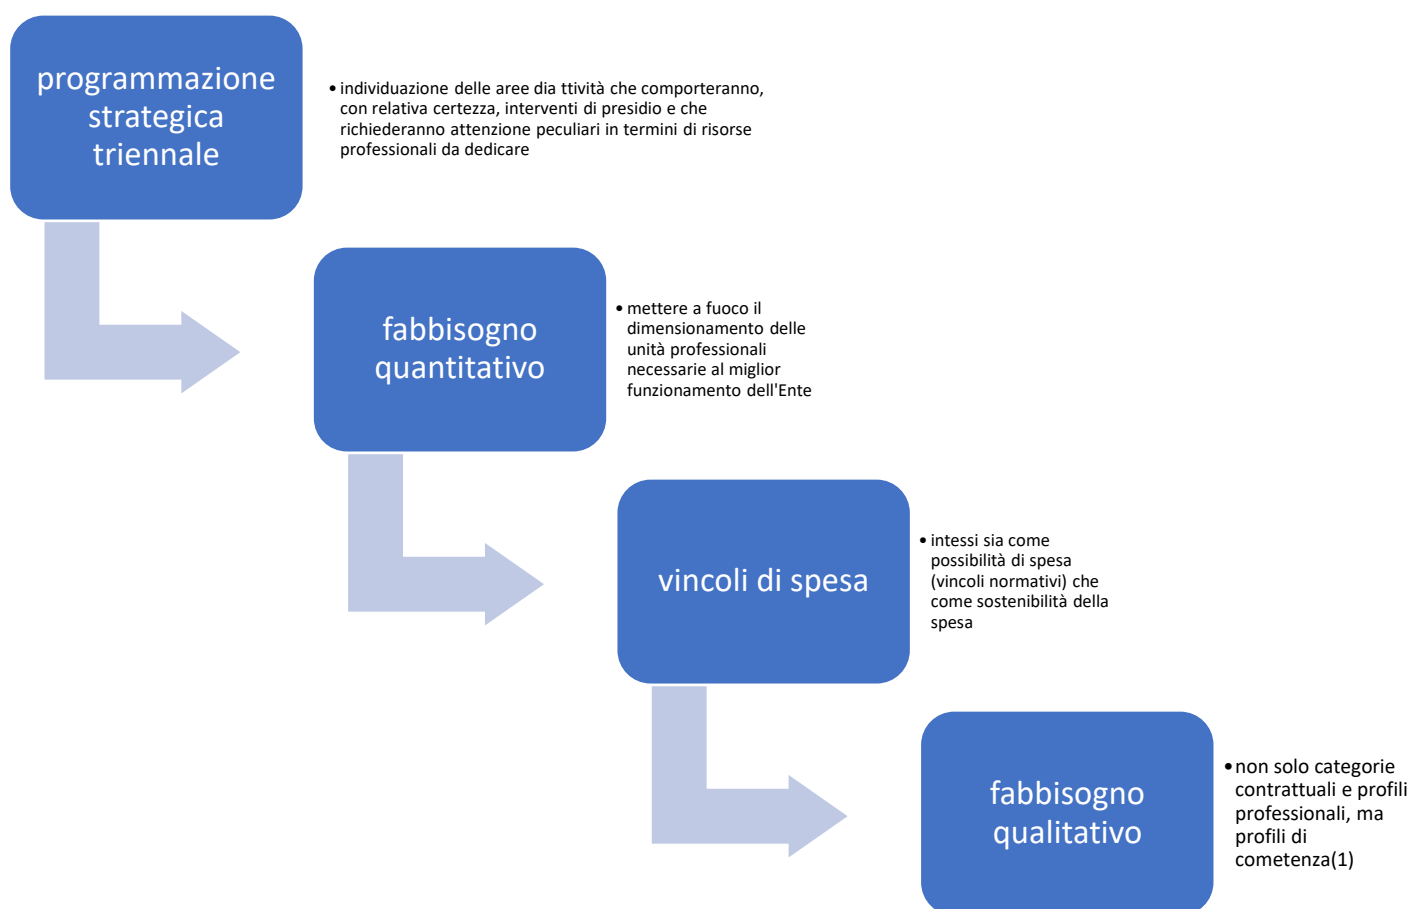 programmazione
strategica
triennale
• individuazione delle aree dia ttività che comporteranno,
con relativa certezza, interventi di presidio e che
richiederanno attenzione peculiari in termini di risorse
professionali da dedicare
fabbisogno
quantitativo
• mettere a fuoco il
dimensionamento delle
unità professionali
necessarie al miglior
funzionamento dell'Ente
vincoli di spesa
• intessi sia come
possibilità di spesa
(vincoli normativi) che
come sostenibilità della
spesa
fabbisogno
qualitativo
• non solo categorie
contrattuali e profili
professionali, ma
profili di
cometenza(1)